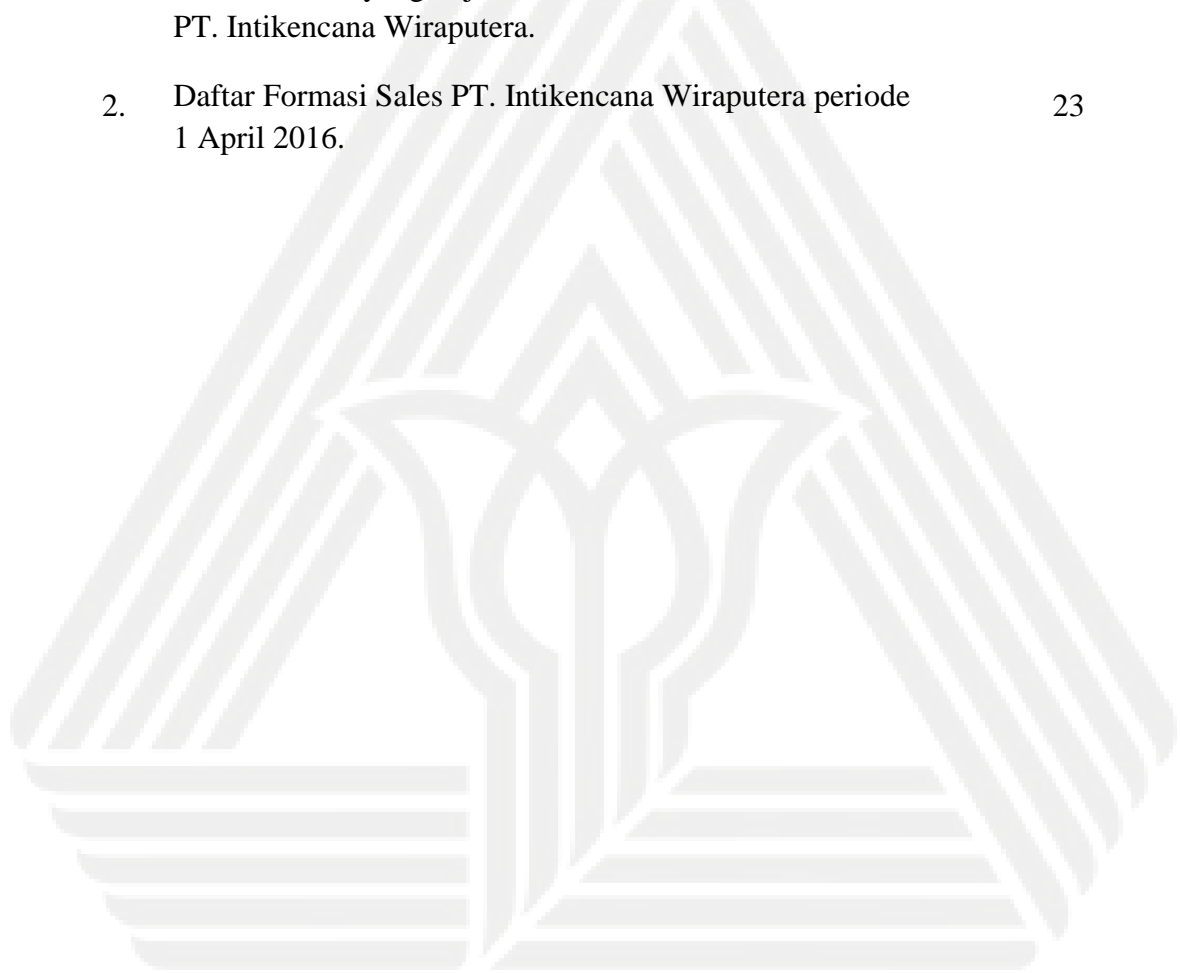 PT. Intikencana Wiraputera.
2. Daftar Formasi Sales PT. Intikencana Wiraputera periode 23
1 April 2016.